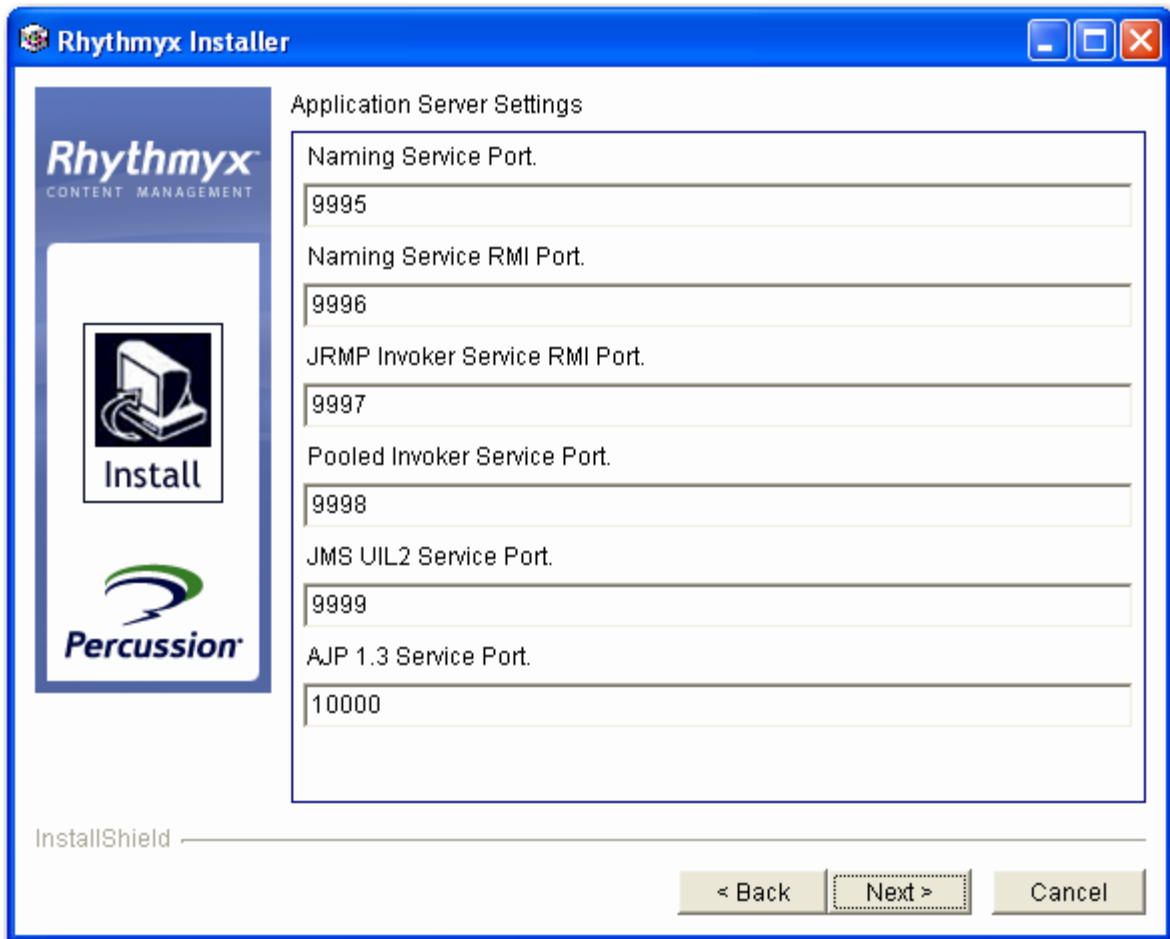 Rhythmyx Installer
Rhythmyx
CONTENT MANAGEMENT
Install
Percussion
Application Server Settings
Naming Service Port.
9995
Naming Service RMI Port.
9996
JRMP Invoker Service RMI Port.
9997
Pooled Invoker Service Port.
9998
JMS UIL2 Service Port.
9999
AJP 1.3 Service Port.
10000
InstallShield
< Back Next > Cancel